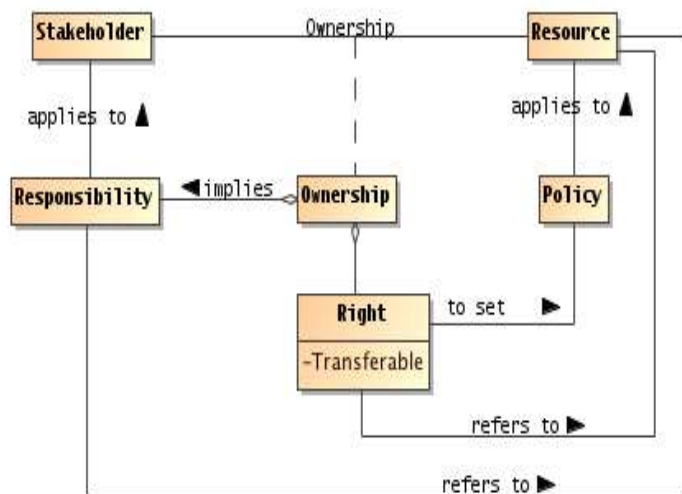 Stakeholder
Ownership
Resource
applies to ▲
applies to ▲
Responsibility
◀ implies
Ownership
Policy
Right
-Transferable
to set ▶
refers to ▶
refers to ▶